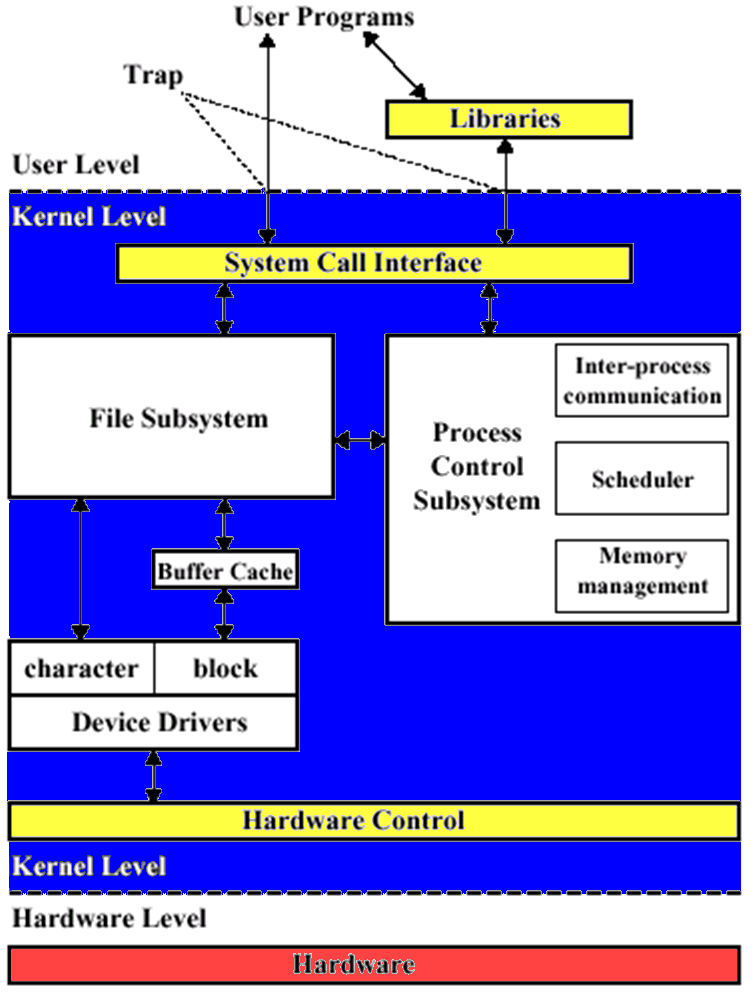 User Programs
Trap
Libraries
User Level
Kernel Level
System Call Interface
File Subsystem
Process
Control
Subsystem
Inter-process
communication
Scheduler
Memory
management
Buffer Cache
character
block
Device Drivers
Hardware Control
Kernel Level
Hardware Level
Hardware